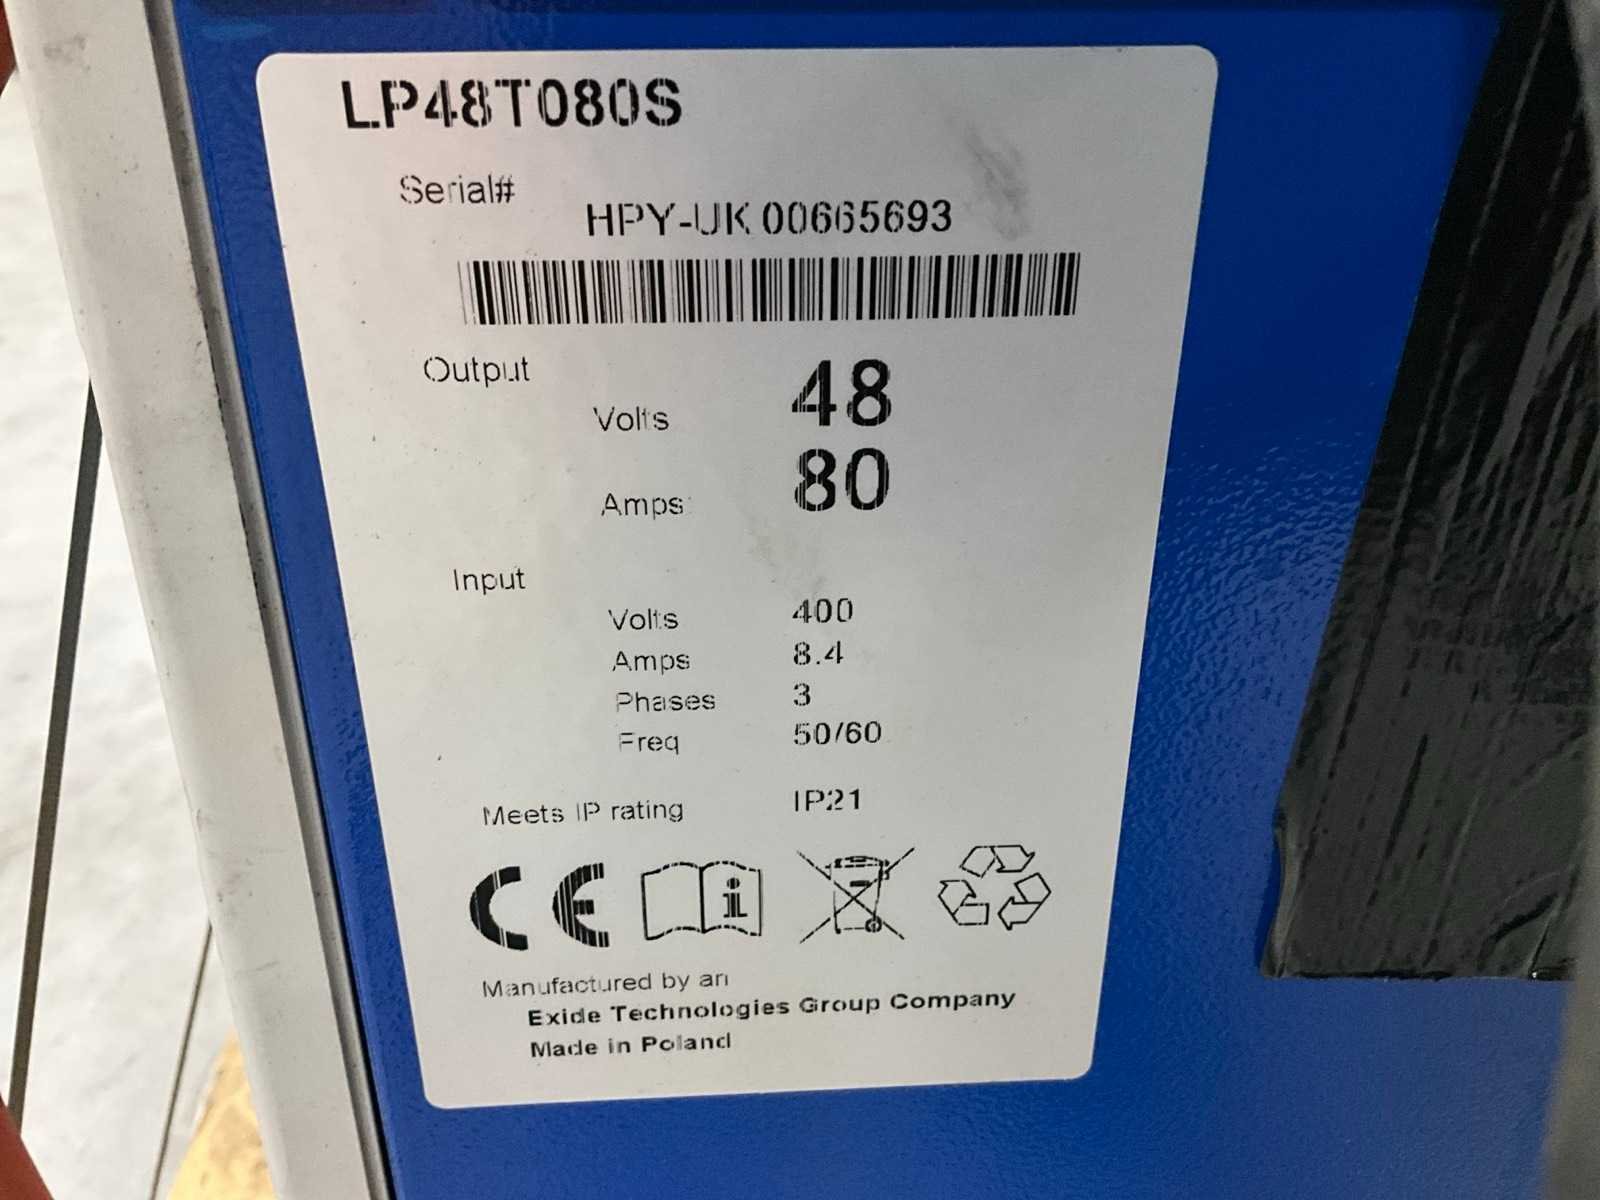 LP48T080S
Serial#
HPY-UK 00665693
Output
Volts 48
Amps 80
Input
Volts 400
Amps 8.4
Phases 3
Freq 50/60
Meets IP rating IP21
CE
i
Manufactured by an
Exide Technologies Group Company
Made in Poland